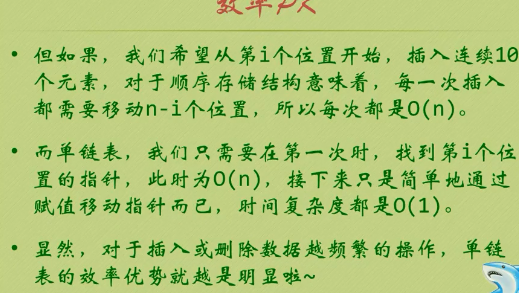 效率PK
• 但如果，我们希望从第i个位置开始，插入连续10
个元素，对于顺序存储结构意味着，每一次插入
都需要移动n-i个位置，所以每次都是O(n)。
• 而单链表，我们只需要在第一次时，找到第i个位
置的指针，此时为O(n)，接下来只是简单地通过
赋值移动指针而已，时间复杂度都是O(1)。
• 显然，对于插入或删除数据越频繁的操作，单链
表的效率优势就越是明显啦~